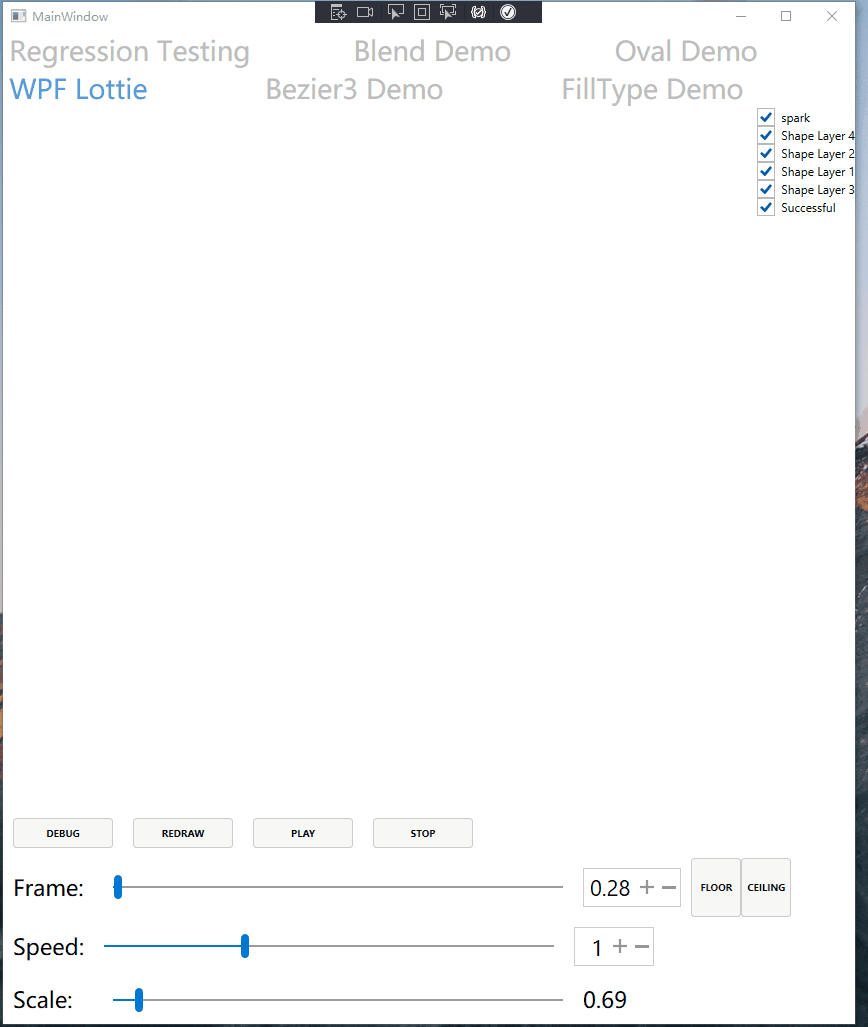 MainWindow
Regression Testing Blend Demo Oval Demo
WPF Lottie Bezier3 Demo FillType Demo
spark
Shape Layer 4
Shape Layer 2
Shape Layer 1
Shape Layer 3
Successful
DEBUG REDRAW PLAY STOP
Frame: 0.28 FLOOR CEILING
Speed: 1
Scale: 0.69